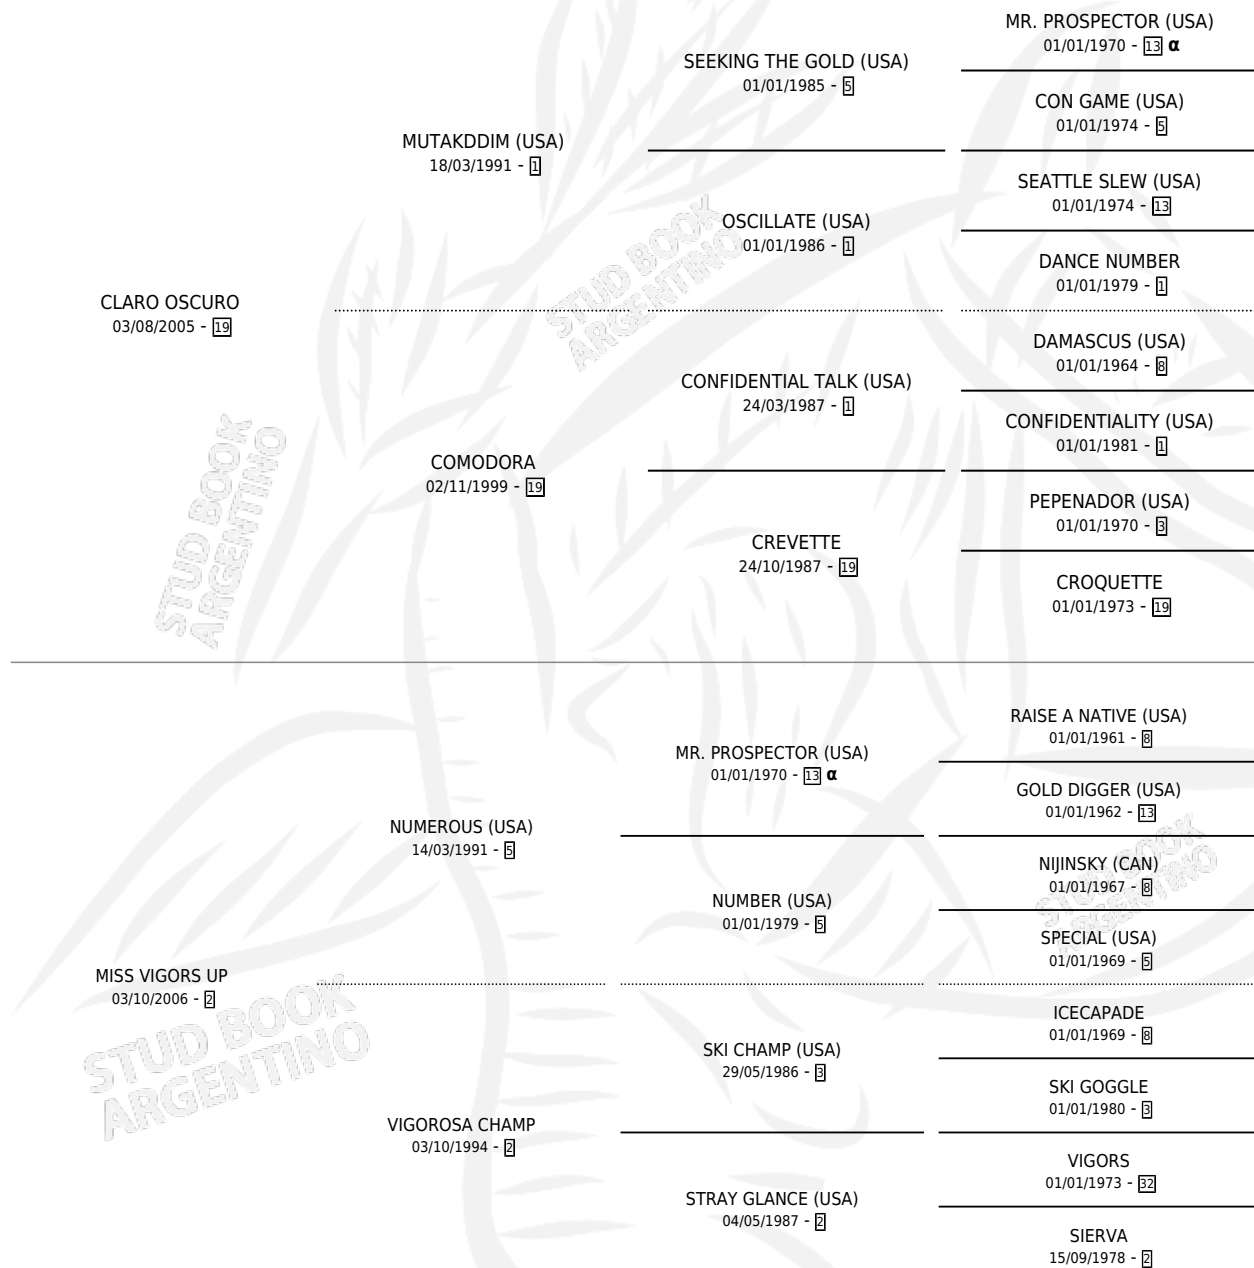 MR. PROSPECTOR (USA)
01/01/1970 - 13 α
SEEKING THE GOLD (USA)
01/01/1985 - 5
CON GAME (USA)
01/01/1974 - 5
MUTAKDDIM (USA)
18/03/1991 - 1
SEATTLE SLEW (USA)
01/01/1974 - 13
OSCILLATE (USA)
01/01/1986 - 1
DANCE NUMBER
01/01/1979 - 1
CLARO OSCURO
03/08/2005 - 19
DAMASCUS (USA)
01/01/1964 - 8
CONFIDENTIAL TALK (USA)
24/03/1987 - 1
CONFIDENTIALITY (USA)
01/01/1981 - 1
COMODORA
02/11/1999 - 19
PEPENADOR (USA)
01/01/1970 - 3
CREVETTE
24/10/1987 - 19
CROQUETTE
01/01/1973 - 19
RAISE A NATIVE (USA)
01/01/1961 - 8
MR. PROSPECTOR (USA)
01/01/1970 - 13 α
GOLD DIGGER (USA)
01/01/1962 - 13
NUMEROUS (USA)
14/03/1991 - 5
NIJINSKY (CAN)
01/01/1967 - 8
NUMBER (USA)
01/01/1979 - 5
SPECIAL (USA)
01/01/1969 - 5
MISS VIGORS UP
03/10/2006 - 2
ICECAPADE
01/01/1969 - 8
SKI CHAMP (USA)
29/05/1986 - 3
SKI GOGGLE
01/01/1980 - 3
VIGOROSA CHAMP
03/10/1994 - 2
VIGORS
01/01/1973 - 32
STRAY GLANCE (USA)
04/05/1987 - 2
SIERVA
15/09/1978 - 2
STUD BOOK
ARGENTINO
STUD BOOK
ARGENTINO
STUD BOOK
ARGENTINO
STUD BOOK
ARGENTINO